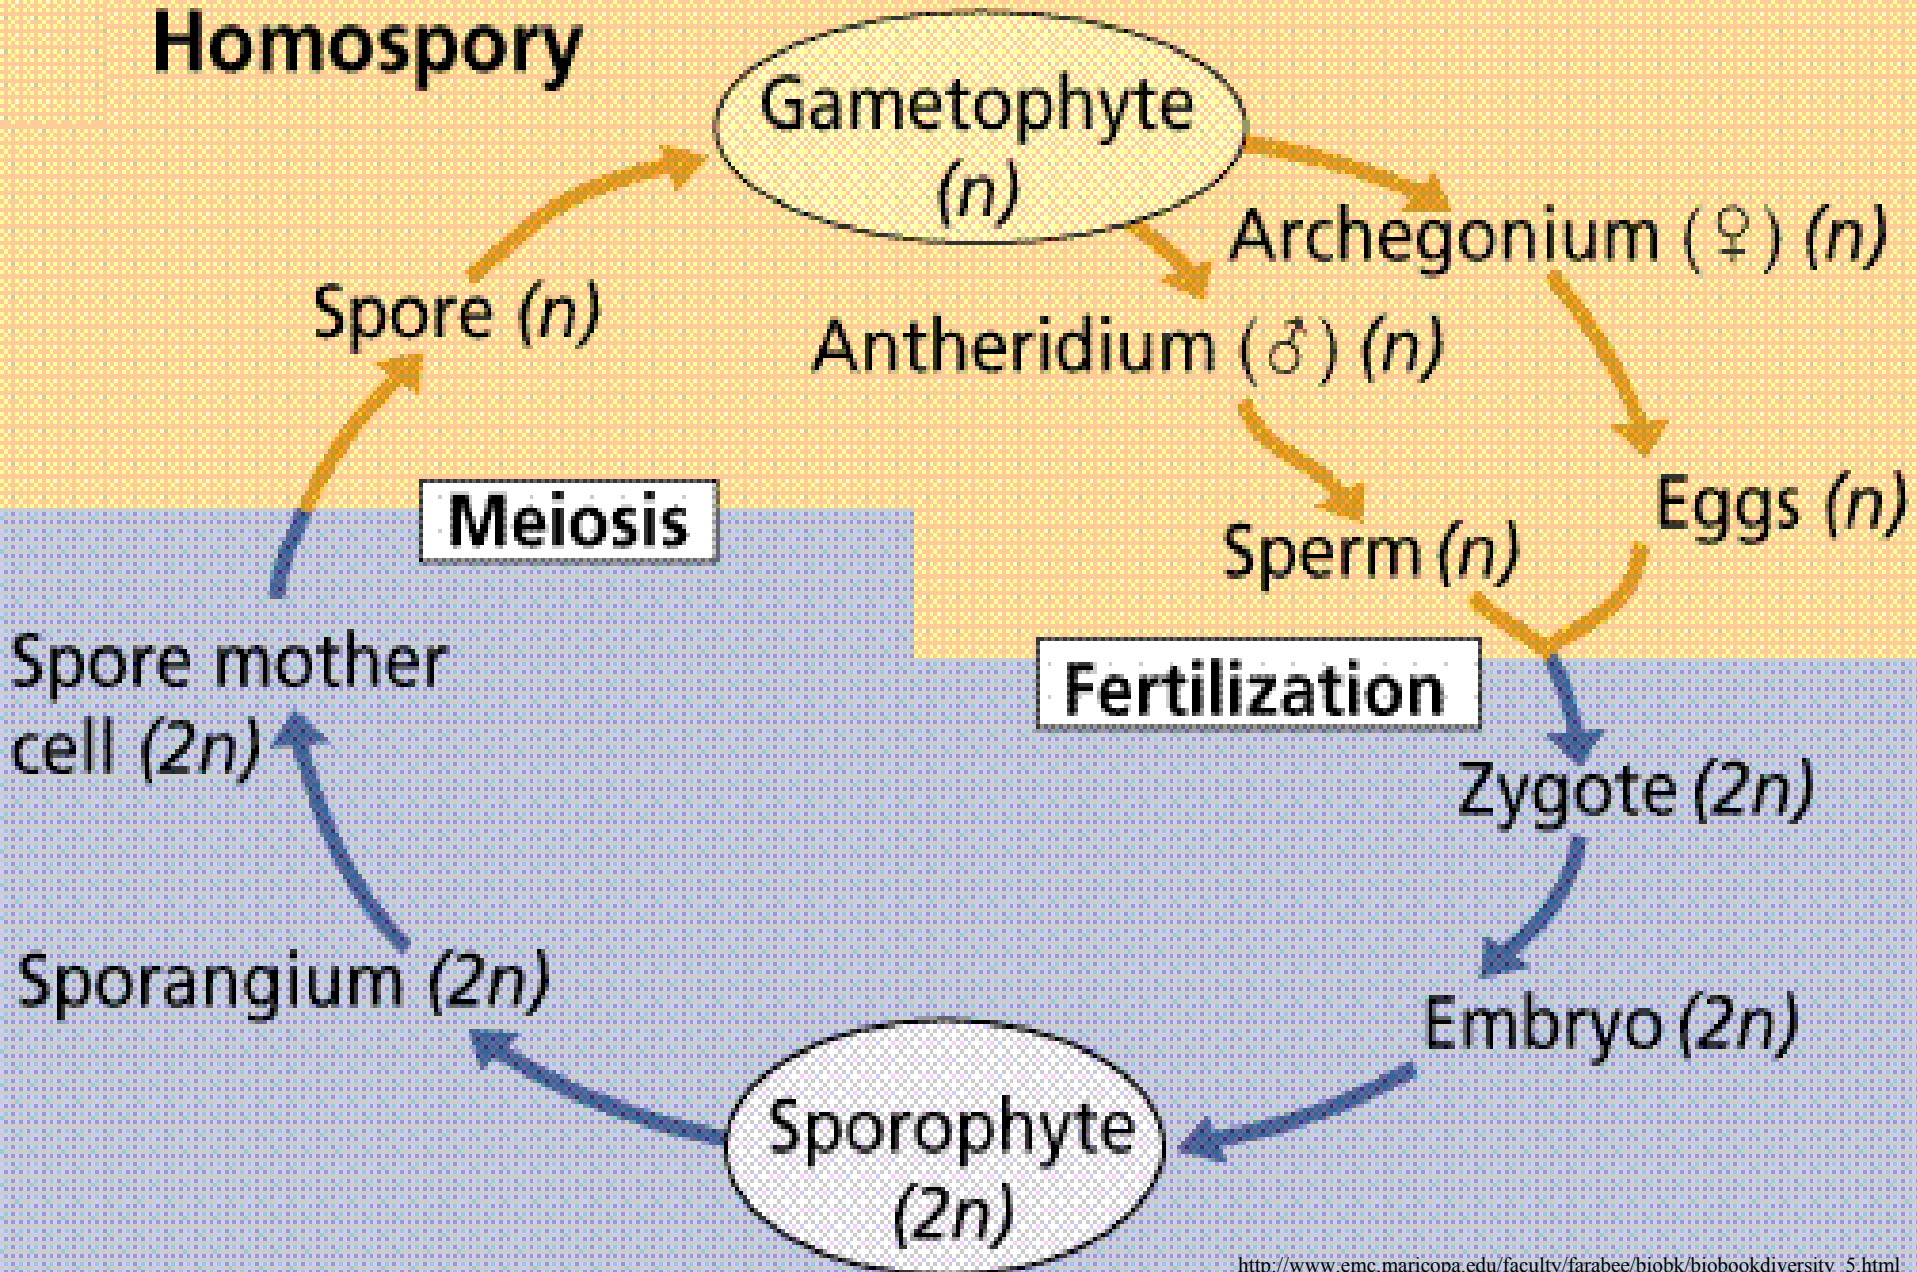 Homospory
Gametophyte
(n)
Archegonium (♀) (n)
Spore (n)
Antheridium (♂) (n)
Eggs (n)
Meiosis
Sperm (n)
Spore mother
cell (2n)
Fertilization
Zygote (2n)
Sporangium (2n)
Embryo (2n)
Sporophyte
(2n)
http://www.emc.maricopa.edu/faculty/farabee/biobk/biobookdiversity_5.html